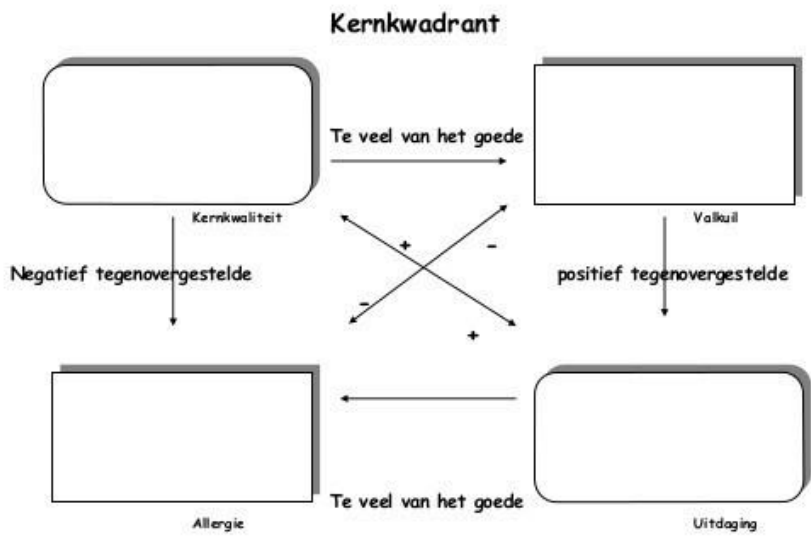 Kernkwadrant
Te veel van het goede
Kernkwaliteit
Valkuil
+
-
Negatief tegenovergestelde
positief tegenovergestelde
-
+
Te veel van het goede
Allergie
Uitdaging